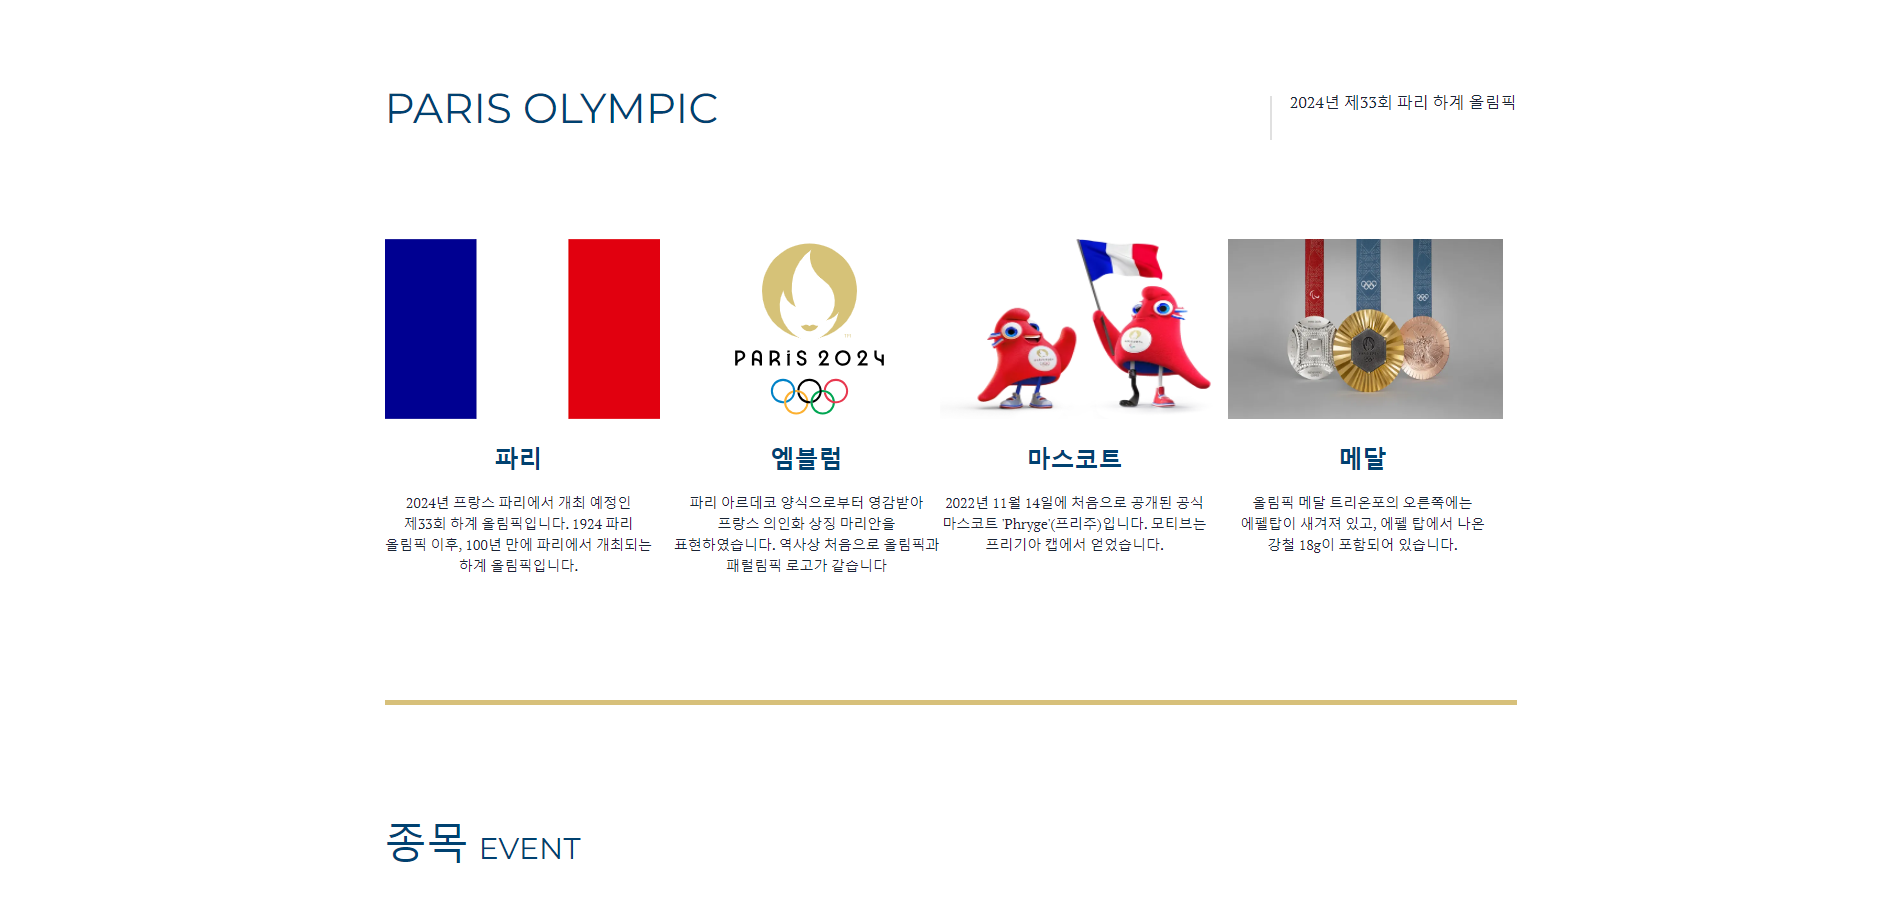 PARIS OLYMPIC
2024년 제33회 파리 하계 올림픽
PARIS 2024
파리
2024년 프랑스 파리에서 개최 예정인
제33회 하계 올림픽입니다. 1924 파리
올림픽 이후, 100년 만에 파리에서 개최되는
하계 올림픽입니다.
엠블럼
파리 아르데코 양식으로부터 영감받아
프랑스 의인화 상징 마리안을
표현하였습니다. 역사상 처음으로 올림픽과
패럴림픽 로고가 같습니다
마스코트
2022년 11월 14일에 처음으로 공개된 공식
마스코트 'Phryge'(프리주)입니다. 모티브는
프리기아 캡에서 얻었습니다.
메달
올림픽 메달 트리온포의 오른쪽에는
에펠탑이 새겨져 있고, 에펠 탑에서 나온
강철 18g이 포함되어 있습니다.
종목 EVENT